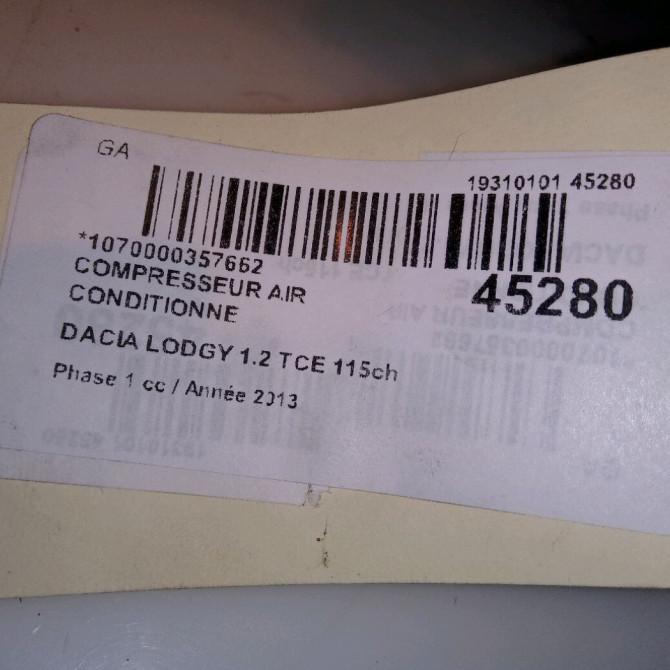 GA
19310101 45280
*1070000357662
45280
COMPRESSEUR AIR
CONDITIONNE
DACIA LODGY 1.2 TCE 115ch
Phase 1 cc / Année 2013